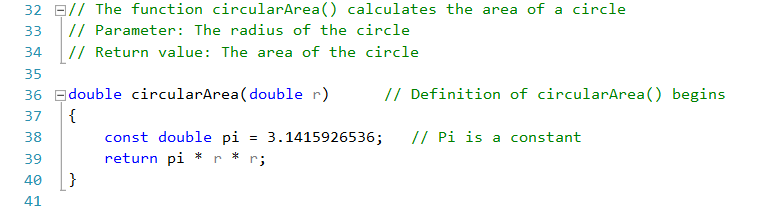 32 // The function circularArea() calculates the area of a circle
33 // Parameter: The radius of the circle
34 // Return value: The area of the circle
35
36 double circularArea(double r)      // Definition of circularArea() begins
37 {
38     const double pi = 3.1415926536;   // Pi is a constant
39     return pi * r * r;
40 }
41